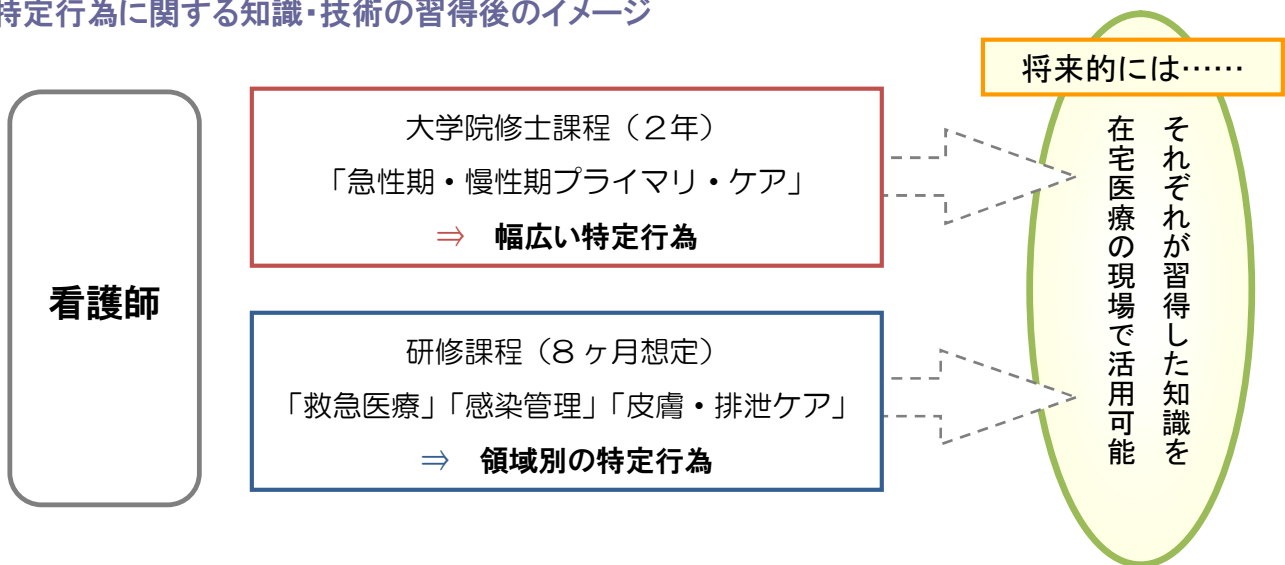 特定行為に関する知識・技術の習得後のイメージ
看護師
大学院修士課程（２年）
「急性期・慢性期プライマリ・ケア」
⇒　幅広い特定行為
研修課程（8 ヶ月想定）
「救急医療」「感染管理」「皮膚・排泄ケア」
⇒　領域別の特定行為
将来的には……
それぞれが習得した知識を
在宅医療の現場で活用可能